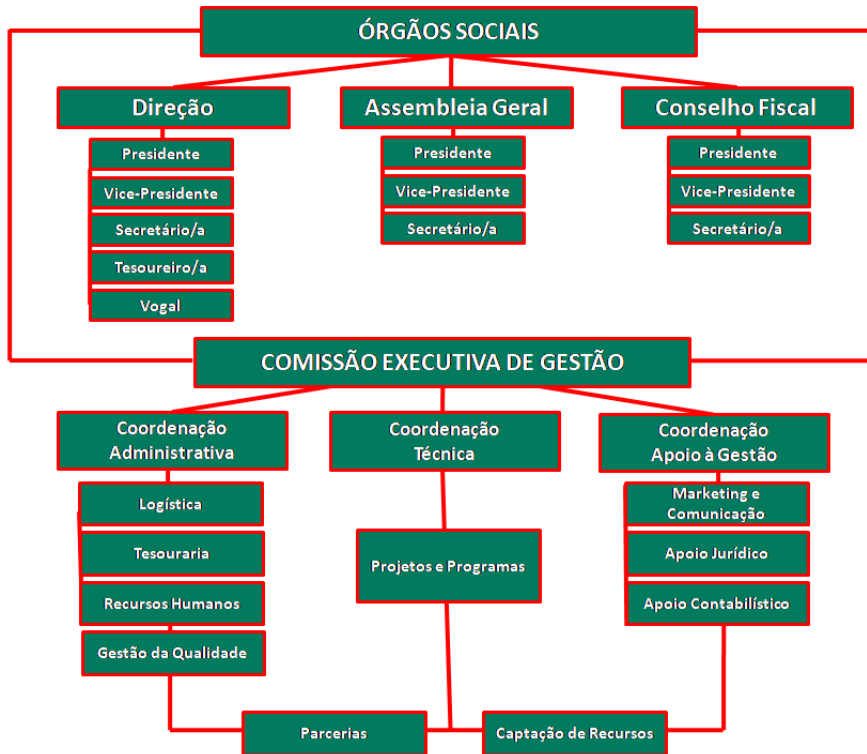 ÓRGÃOS SOCIAIS
Direção
Presidente
Vice-Presidente
Secretário/a
Tesoureiro/a
Vogal
Assembleia Geral
Presidente
Vice-Presidente
Secretário/a
Conselho Fiscal
Presidente
Vice-Presidente
Secretário/a
COMISSÃO EXECUTIVA DE GESTÃO
Coordenação
Administrativa
Logística
Tesouraria
Recursos Humanos
Gestão da Qualidade
Coordenação
Técnica
Projetos e Programas
Coordenação
Apoio à Gestão
Marketing e
Comunicação
Apoio Jurídico
Apoio Contabilístico
Parcerias
Captação de Recursos